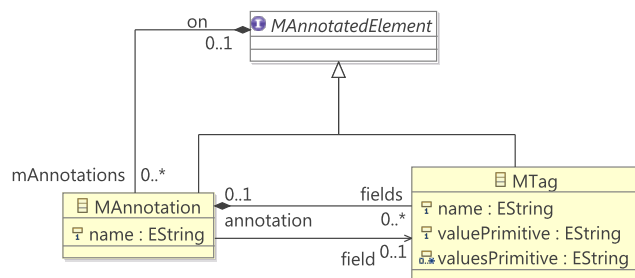 on
MAnnotatedElement
0..1
mAnnotations
0..*
MAnnotation
name : EString
0..1
fields
annotation
0..*
field
0..1
MTag
name : EString
valuePrimitive : EString
valuesPrimitive : EString